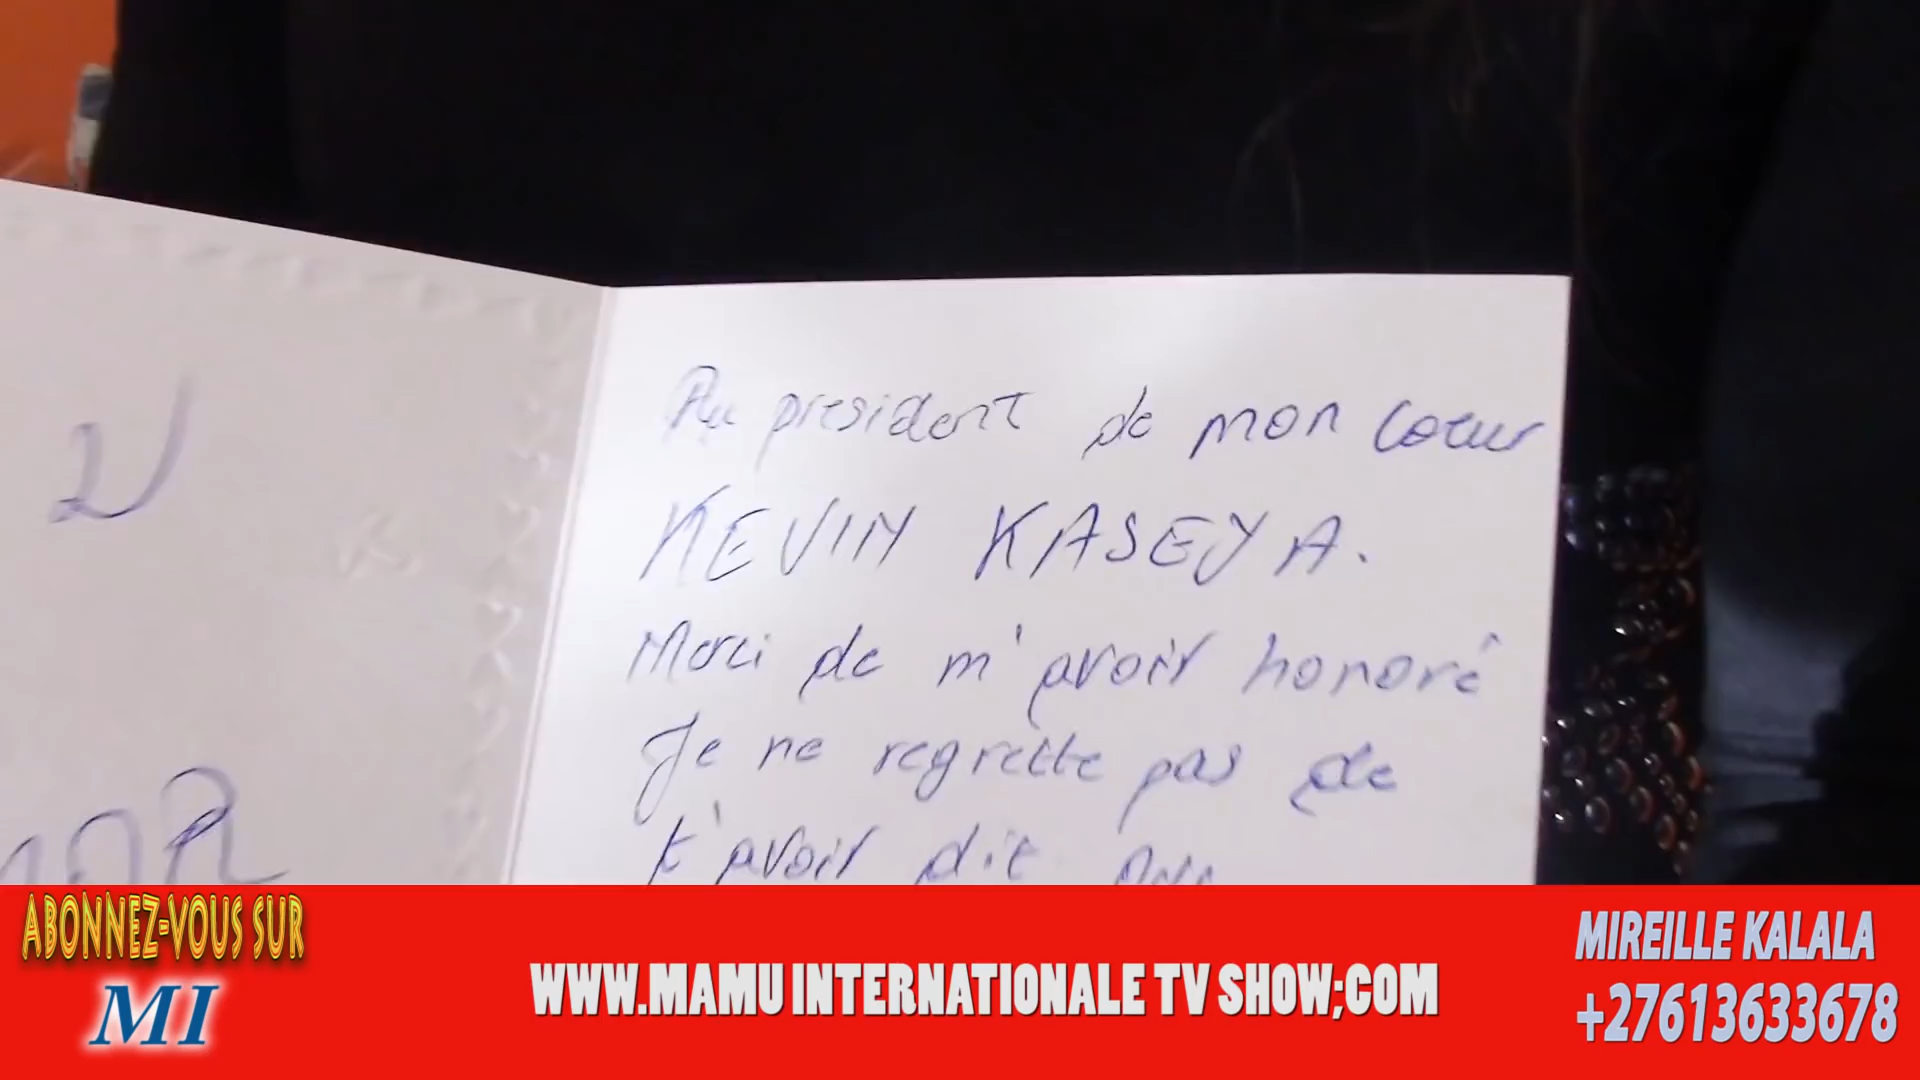 Au president de mon Coeur
KEVIN KASEYA.
Merci de m'avoir honoré
Je ne regrette pas de
t'avoir dit
ABONNEZ-VOUS SUR
MI
WWW.MAMU INTERNATIONALE TV SHOW;COM
MIREILLE KALALA
+27613633678